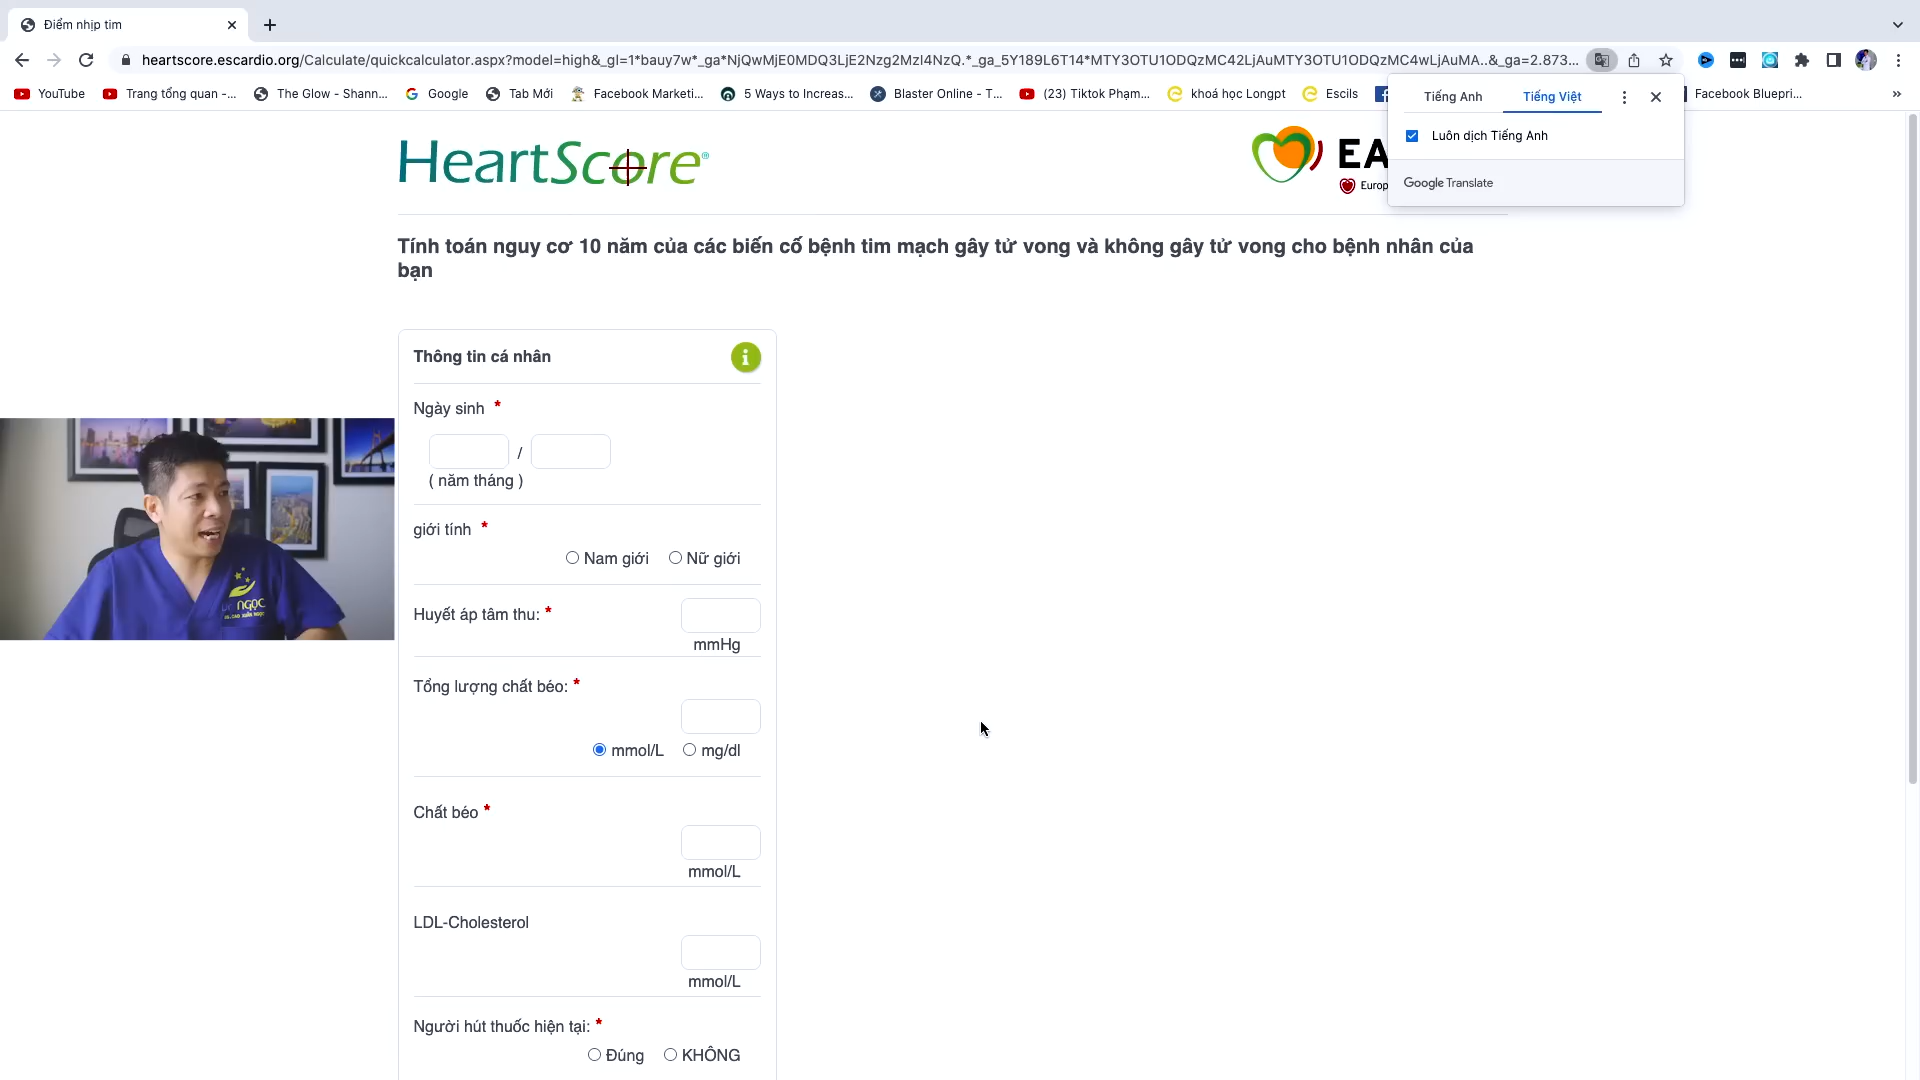 Điểm nhịp tim
heartscore.escardio.org/Calculate/quickcalculator.aspx?model=high&_gl=1*bauy7w*_ga*NjQwMjE0MDQ3LjE2Nzg2MzI4NzQ.*_ga_5Y189L6T14*MTY3OTU1ODQzMC42LjAuMTY3OTU1ODQzMC4wLjAuMA..&_ga=2.873...
YouTube Trang tổng quan -... The Glow - Shann... Google Tab Mới Facebook Marketi... 5 Ways to Increas... Blaster Online - T... (23) Tiktok Phạm... khoá học Longpt Escils Facebook Bluepri... »
Tiếng Anh Tiếng Việt
Luôn dịch Tiếng Anh
Google Translate
HeartScore®
EA
Europ
Tính toán nguy cơ 10 năm của các biến cố bệnh tim mạch gây tử vong và không gây tử vong cho bệnh nhân của
bạn
Thông tin cá nhân
Ngày sinh *
/
( năm tháng )
giới tính *
Nam giới Nữ giới
Huyết áp tâm thu: *
mmHg
Tổng lượng chất béo: *
mmol/L mg/dl
Chất béo *
mmol/L
LDL-Cholesterol
mmol/L
Người hút thuốc hiện tại: *
Đúng KHÔNG
NGỌC